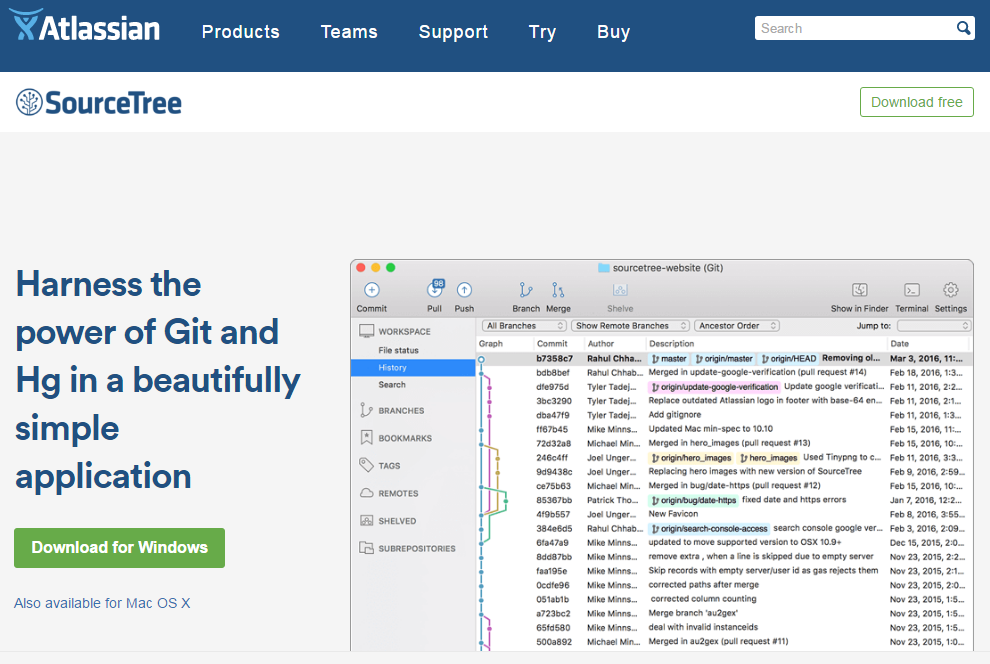 Atlassian Products Teams Support Try Buy Search
SourceTree Download free
Harness the
power of Git and
Hg in a beautifully
simple
application
Download for Windows
Also available for Mac OS X
sourcetree-website (Git)
98
Commit Pull Push Branch Merge Shelve Show in Finder Terminal Settings
All Branches Show Remote Branches Ancestor Order Jump to:
WORKSPACE
File status
History
Search
BRANCHES
BOOKMARKS
TAGS
REMOTES
SHELVED
SUBREPOSITORIES
Graph Commit Author Description Date
b7358c7 Rahul Chha... master origin/master origin/HEAD Removing ol... Mar 3, 2016, 11:...
bdb8bef Rahul Chhab... Merged in update-google-verification (pull request #14) Feb 18, 2016, 1:3...
dfe975d Tyler Tadej... origin/update-google-verification Update google verificati... Feb 11, 2016, 2:2...
3bc3290 Tyler Tadej... Replace outdated Atlassian logo in footer with base-64 en... Feb 11, 2016, 2:1...
dba47f9 Tyler Tadej... Add gitignore Feb 11, 2016, 1:3...
ff67b45 Mike Minns... Updated Mac min-spec to 10.10 Feb 15, 2016, 11:...
72d32a8 Michael Min... Merged in hero_images (pull request #13) Feb 15, 2016, 10:...
246c4ff Joel Unger... origin/hero_images hero_images Used Tinypng to c... Feb 11, 2016, 3:3...
9d9438c Joel Unger... Replacing hero images with new version of SourceTree Feb 9, 2016, 2:59...
ce75b63 Michael Min... Merged in bug/date-https (pull request #12) Feb 15, 2016, 10:...
85367bb Patrick Tho... origin/bug/date-https fixed date and https errors Jan 7, 2016, 12:2...
4f9b557 Joel Unger... New Favicon Feb 8, 2016, 3:55...
384e6d5 Rahul Chhab... origin/search-console-access search console google ver... Feb 3, 2016, 2:09...
6fa47a9 Mike Minns... updated to move supported version to OSX 10.9+ Dec 15, 2015, 2:0...
8dd87bb Mike Minns... remove extra , when a line is skipped due to empty server Nov 23, 2015, 2:2...
faa195e Mike Minns... Skip records with empty server/user id as gas rejects them Nov 23, 2015, 2:1...
0cdfe96 Mike Minns... corrected paths after merge Nov 23, 2015, 2:0...
051ab1b Mike Minns... corrected column counting Nov 23, 2015, 1:5...
a723bc2 Mike Minns... Merge branch 'au2gex' Nov 23, 2015, 1:5...
65fd580 Mike Minns... deal with invalid instanceids Nov 23, 2015, 1:5...
500a892 Michael Min... Merged in au2gex (pull request #11) Nov 23, 2015, 1:5...